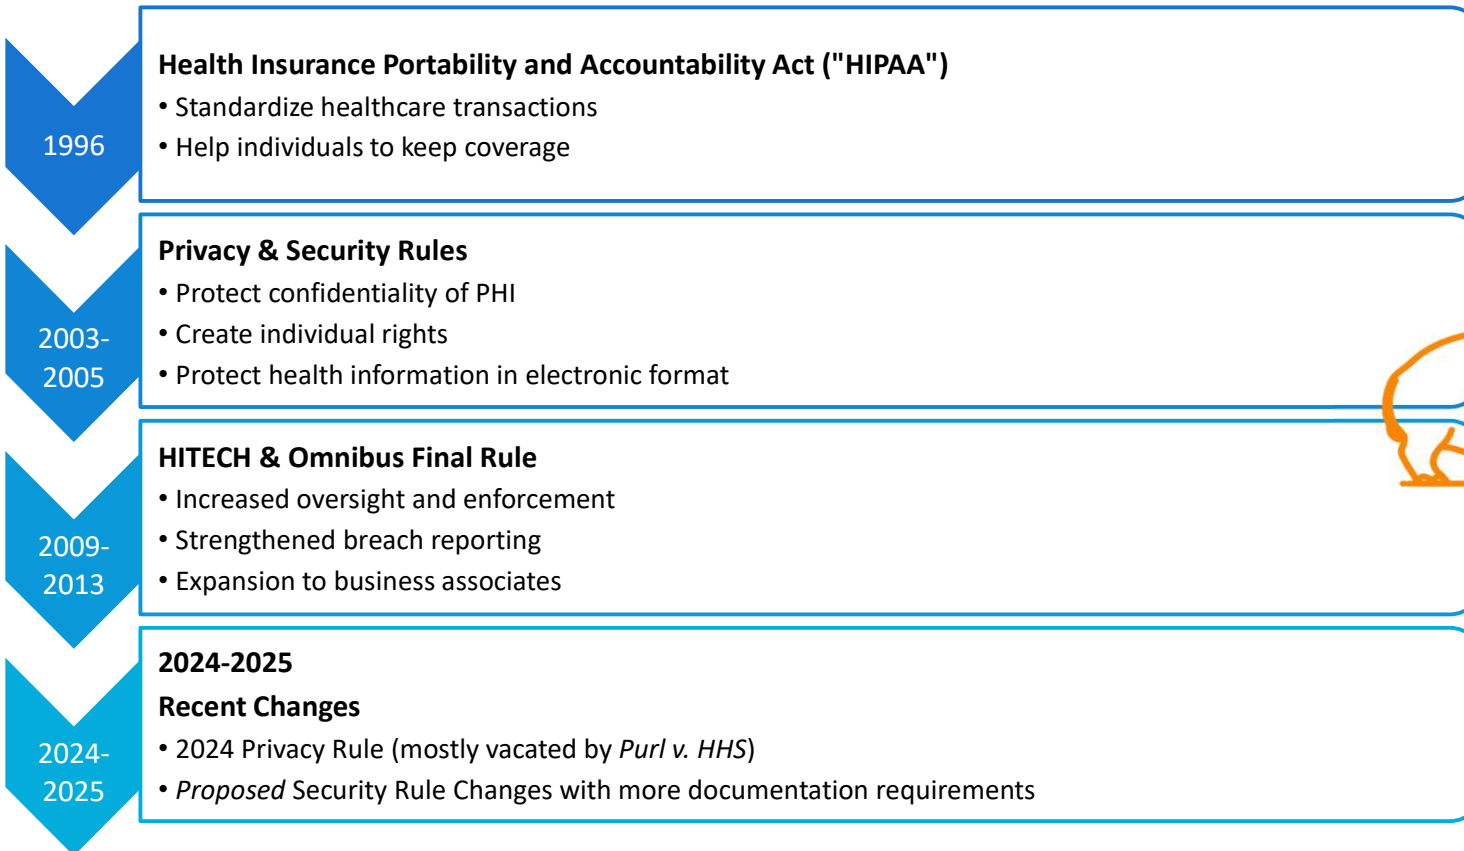 1996
Health Insurance Portability and Accountability Act ("HIPAA")
• Standardize healthcare transactions
• Help individuals to keep coverage
2003-
2005
Privacy & Security Rules
• Protect confidentiality of PHI
• Create individual rights
• Protect health information in electronic format
2009-
2013
HITECH & Omnibus Final Rule
• Increased oversight and enforcement
• Strengthened breach reporting
• Expansion to business associates
2024-
2025
2024-2025
Recent Changes
• 2024 Privacy Rule (mostly vacated by Purl v. HHS)
• Proposed Security Rule Changes with more documentation requirements